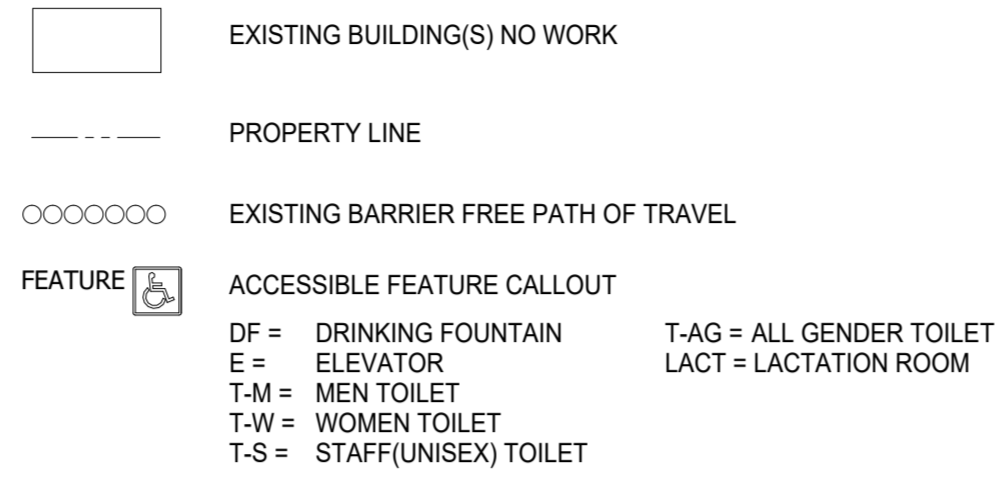 EXISTING BUILDING(S) NO WORK
PROPERTY LINE
EXISTING BARRIER FREE PATH OF TRAVEL
FEATURE ACCESSIBLE FEATURE CALLOUT
DF = DRINKING FOUNTAIN T-AG = ALL GENDER TOILET
E = ELEVATOR LACT = LACTATION ROOM
T-M = MEN TOILET
T-W = WOMEN TOILET
T-S = STAFF(UNISEX) TOILET